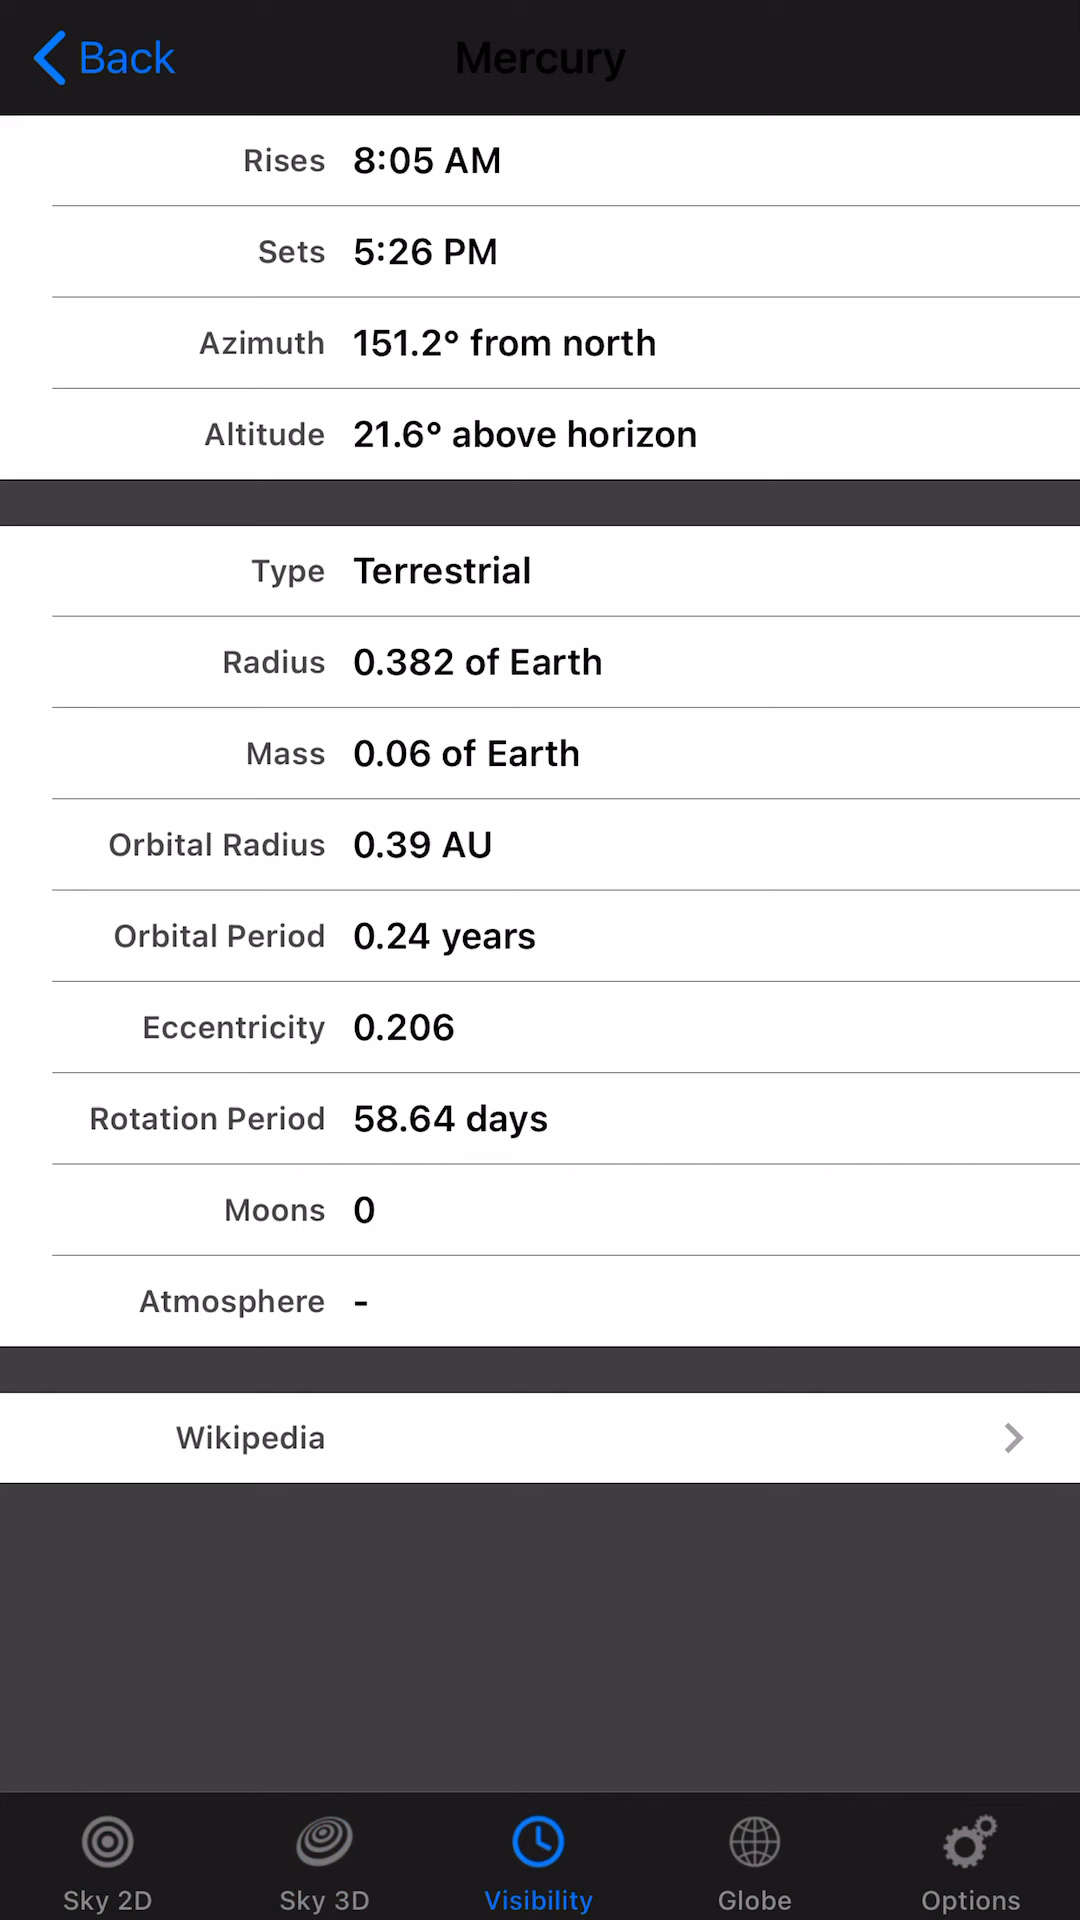 Back
Mercury
Rises 8:05 AM
Sets 5:26 PM
Azimuth 151.2° from north
Altitude 21.6° above horizon
Type Terrestrial
Radius 0.382 of Earth
Mass 0.06 of Earth
Orbital Radius 0.39 AU
Orbital Period 0.24 years
Eccentricity 0.206
Rotation Period 58.64 days
Moons 0
Atmosphere -
Wikipedia
Sky 2D Sky 3D Visibility Globe Options